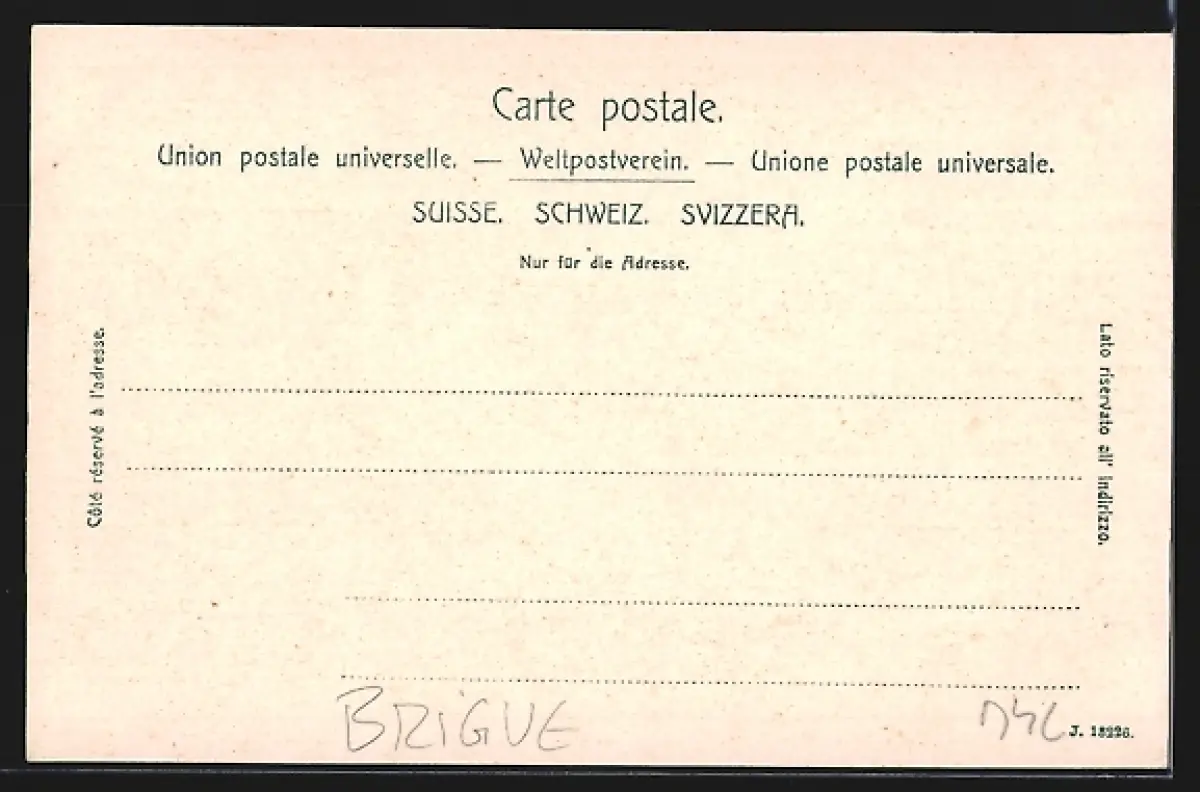 Carte postale.
Union postale universelle. — Weltpostverein. — Unione postale universale.
SUISSE. SCHWEIZ. SVIZZERA.
Nur für die Adresse.
Côté réservé à l'adresse.
Lato riservato all' indirizzo.
BRIGUE
J. 18226.